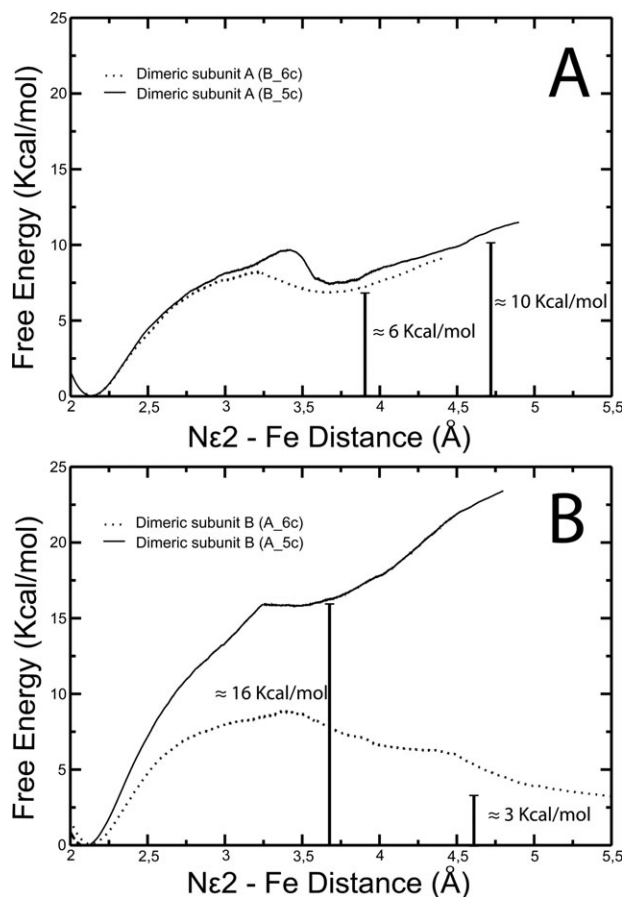 A
25
20
15
10
5
0
Free Energy (Kcal/mol)
Dimeric subunit A (B_6c)
Dimeric subunit A (B_5c)
≈ 6 Kcal/mol
≈ 10 Kcal/mol
2 2,5 3 3,5 4 4,5 5 5,5
Nε2 - Fe Distance (Å)
B
25
20
15
10
5
0
Free Energy (Kcal/mol)
Dimeric subunit B (A_6c)
Dimeric subunit B (A_5c)
≈ 16 Kcal/mol
≈ 3 Kcal/mol
2 2,5 3 3,5 4 4,5 5 5,5
Nε2 - Fe Distance (Å)